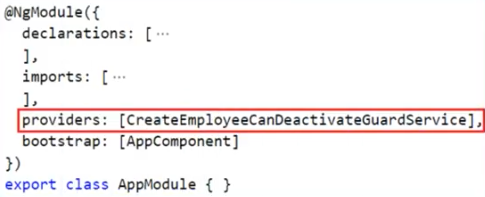 @NgModule({
  declarations: [ ...
  ],
  imports: [ ...
  ],
  providers: [CreateEmployeeCanDeactivateGuardService],
  bootstrap: [AppComponent]
})
export class AppModule { }